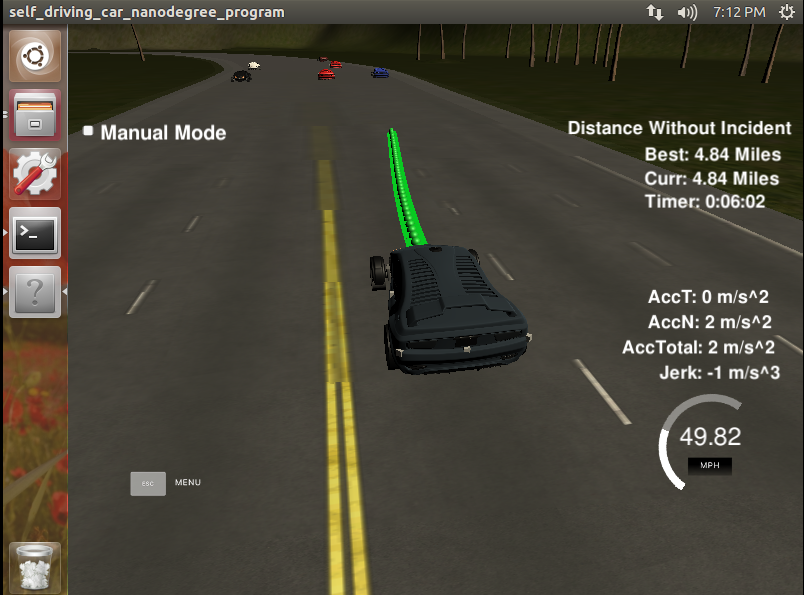 self_driving_car_nanodegree_program
7:12 PM
Manual Mode
Distance Without Incident
Best: 4.84 Miles
Curr: 4.84 Miles
Timer: 0:06:02
AccT: 0 m/s^2
AccN: 2 m/s^2
AccTotal: 2 m/s^2
Jerk: -1 m/s^3
49.82
MPH
esc MENU
>_
?